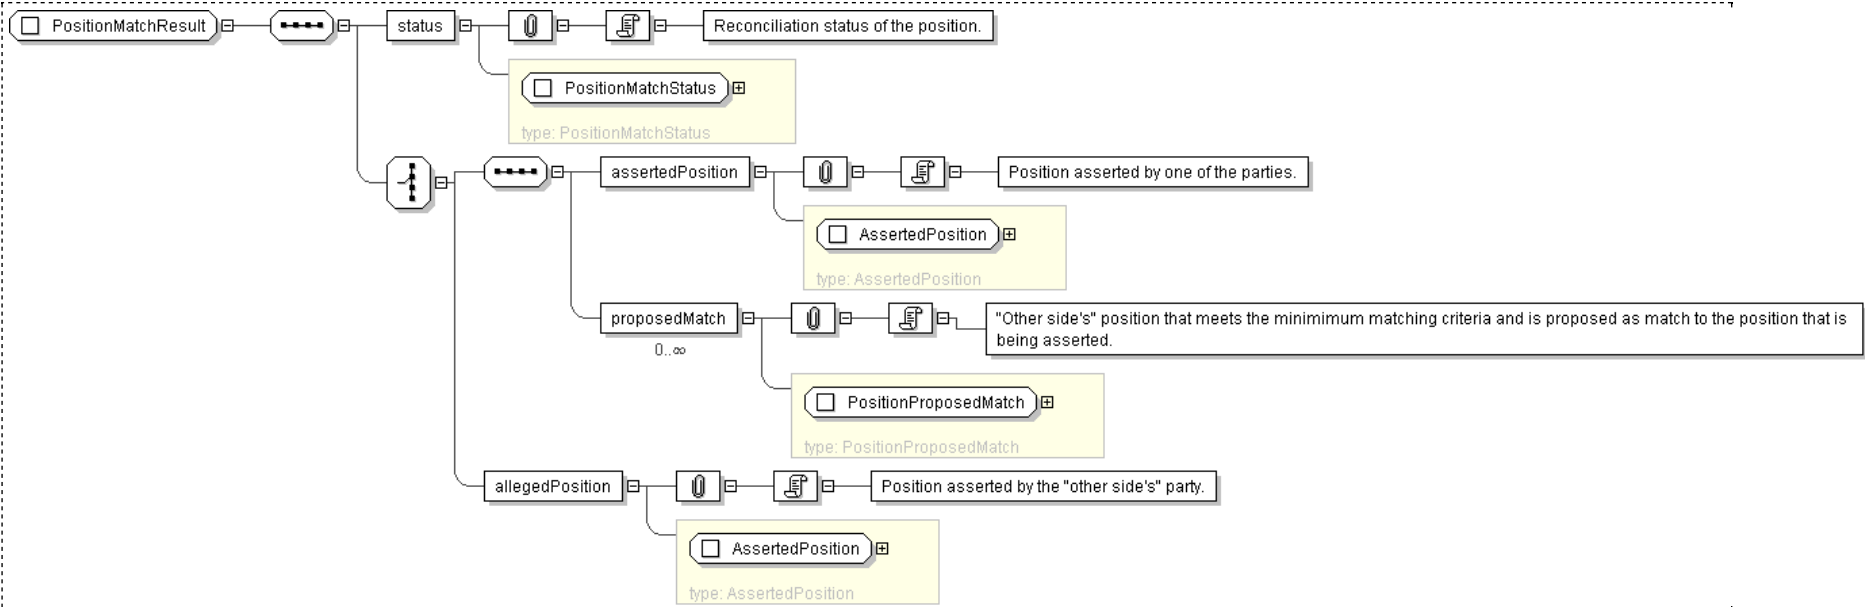 PositionMatchResult
status
Reconciliation status of the position.
PositionMatchStatus
type: PositionMatchStatus
assertedPosition
Position asserted by one of the parties.
AssertedPosition
type: AssertedPosition
proposedMatch
0..∞
"Other side's" position that meets the minimimum matching criteria and is proposed as match to the position that is
being asserted.
PositionProposedMatch
type: PositionProposedMatch
allegedPosition
Position asserted by the "other side's" party.
AssertedPosition
type: AssertedPosition